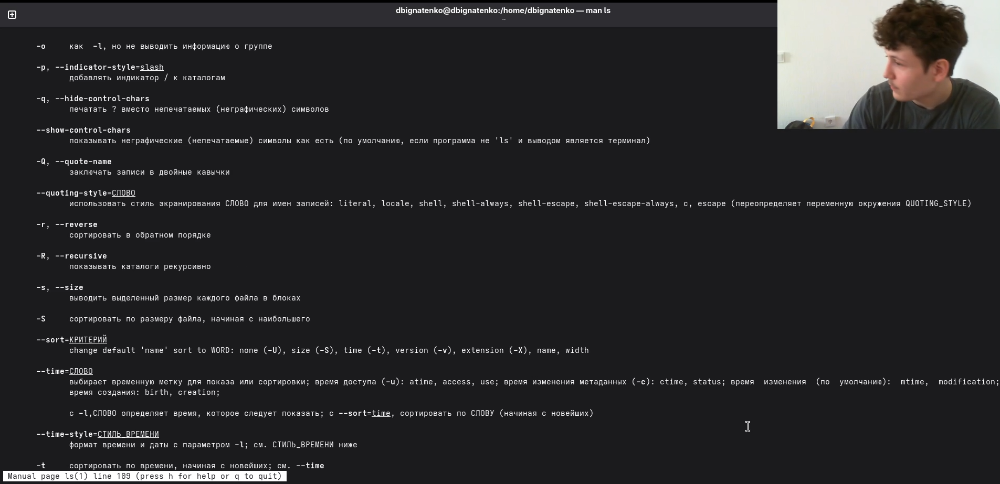 dbignatenko@dbignatenko:/home/dbignatenko — man ls
~
-o     как  -l, но не выводить информацию о группе
-p, --indicator-style=slash
добавлять индикатор / к каталогам
-q, --hide-control-chars
печатать ? вместо непечатаемых (неграфических) символов
--show-control-chars
показывать неграфические (непечатаемые) символы как есть (по умолчанию, если программа не 'ls' и выводом является терминал)
-Q, --quote-name
заключать записи в двойные кавычки
--quoting-style=СЛОВО
использовать стиль экранирования СЛОВО для имен записей: literal, locale, shell, shell-always, shell-escape, shell-escape-always, c, escape (переопределяет переменную окружения QUOTING_STYLE)
-r, --reverse
сортировать в обратном порядке
-R, --recursive
показывать каталоги рекурсивно
-s, --size
выводить выделенный размер каждого файла в блоках
-S     сортировать по размеру файла, начиная с наибольшего
--sort=КРИТЕРИЙ
change default 'name' sort to WORD: none (-U), size (-S), time (-t), version (-v), extension (-X), name, width
--time=СЛОВО
выбирает временную метку для показа или сортировки; время доступа (-u): atime, access, use; время изменения метаданных (-c): ctime, status; время  изменения  (по  умолчанию):  mtime,  modification;
время создания: birth, creation;
с -l,СЛОВО определяет время, которое следует показать; с --sort=time, сортировать по СЛОВУ (начиная с новейших)
--time-style=СТИЛЬ_ВРЕМЕНИ
формат времени и даты с параметром -l; см. СТИЛЬ_ВРЕМЕНИ ниже
-t     сортировать по времени, начиная с новейших; см. --time
Manual page ls(1) line 109 (press h for help or q to quit)